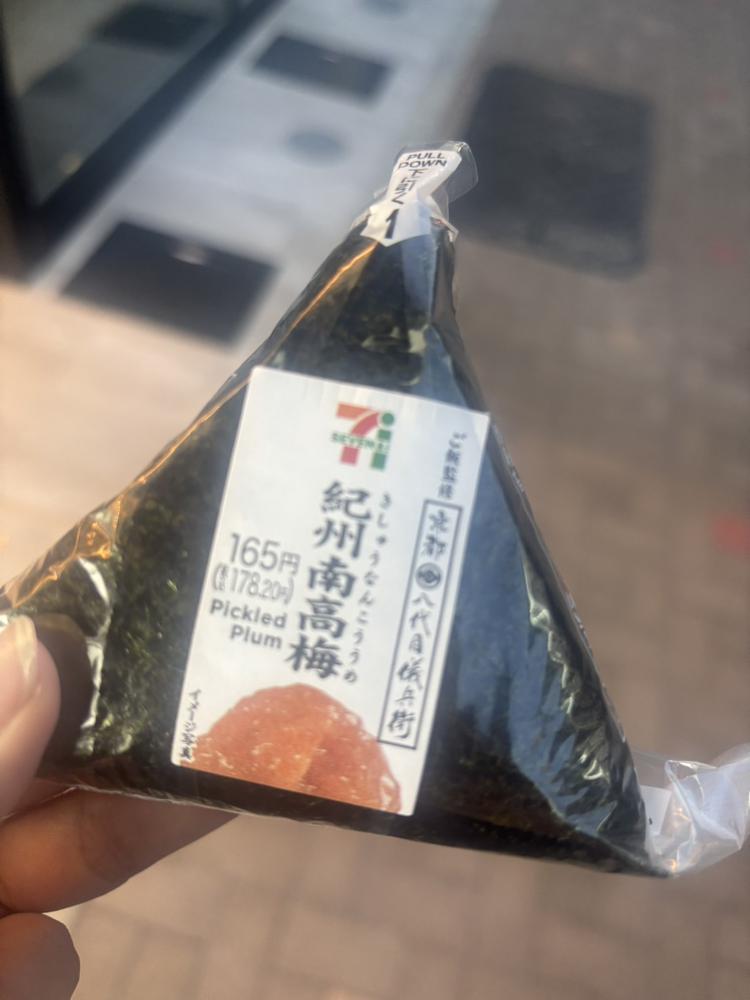 PULL
DOWN
下に引く
1
SEVEN & i
ご飯監修
京都 八代目儀兵衛
きしゅうなんこううめ
紀州南高梅
165円
(税込178.20円)
Pickled
Plum
イメージ写真